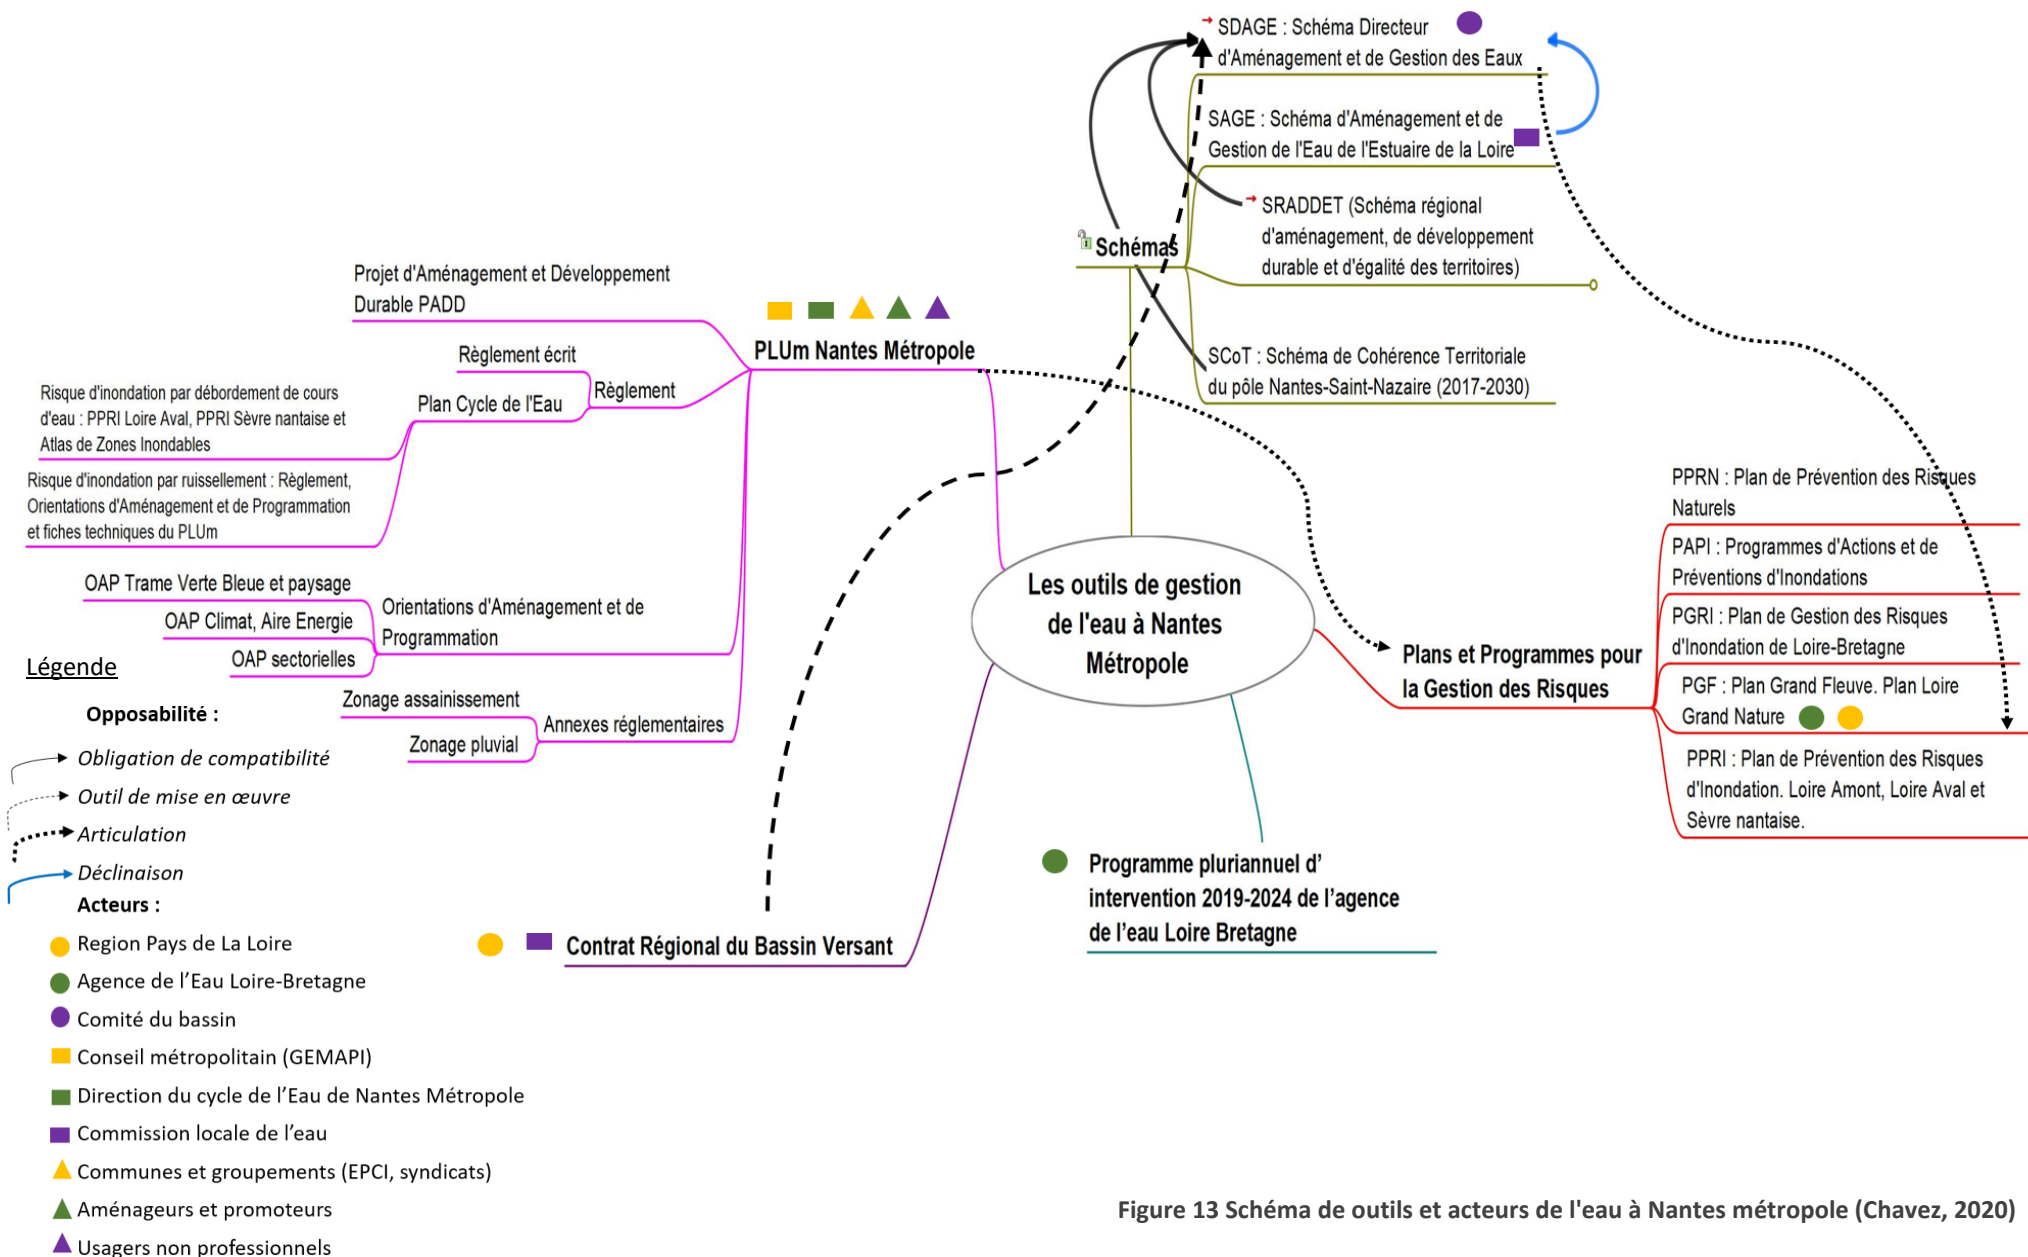 SDAGE : Schéma Directeur
d'Aménagement et de Gestion des Eaux
SAGE : Schéma d'Aménagement et de
Gestion de l'Eau de l'Estuaire de la Loire
SRADDET (Schéma régional
d'aménagement, de développement
durable et d'égalité des territoires)
Schémas
SCoT : Schéma de Cohérence Territoriale
du pôle Nantes-Saint-Nazaire (2017-2030)
Projet d'Aménagement et Développement
Durable PADD
PLUm Nantes Métropole
Règlement écrit
Règlement
Plan Cycle de l'Eau
Risque d'inondation par débordement de cours
d'eau : PPRI Loire Aval, PPRI Sèvre nantaise et
Atlas de Zones Inondables
Risque d'inondation par ruissellement : Règlement,
Orientations d'Aménagement et de Programmation
et fiches techniques du PLUm
OAP Trame Verte Bleue et paysage
OAP Climat, Aire Energie
OAP sectorielles
Orientations d'Aménagement et de
Programmation
Zonage assainissement
Zonage pluvial
Annexes réglementaires
Les outils de gestion
de l'eau à Nantes
Métropole
Plans et Programmes pour
la Gestion des Risques
PPRN : Plan de Prévention des Risques
Naturels
PAPI : Programmes d'Actions et de
Préventions d'Inondations
PGRI : Plan de Gestion des Risques
d'Inondation de Loire-Bretagne
PGF : Plan Grand Fleuve. Plan Loire
Grand Nature
PPRI : Plan de Prévention des Risques
d'Inondation. Loire Amont, Loire Aval et
Sèvre nantaise.
Programme pluriannuel d’
intervention 2019-2024 de l’agence
de l’eau Loire Bretagne
Contrat Régional du Bassin Versant
Légende
Opposabilité :
Obligation de compatibilité
Outil de mise en œuvre
Articulation
Déclinaison
Acteurs :
Region Pays de La Loire
Agence de l’Eau Loire-Bretagne
Comité du bassin
Conseil métropolitain (GEMAPI)
Direction du cycle de l’Eau de Nantes Métropole
Commission locale de l’eau
Communes et groupements (EPCI, syndicats)
Aménageurs et promoteurs
Usagers non professionnels
Figure 13 Schéma de outils et acteurs de l'eau à Nantes métropole (Chavez, 2020)